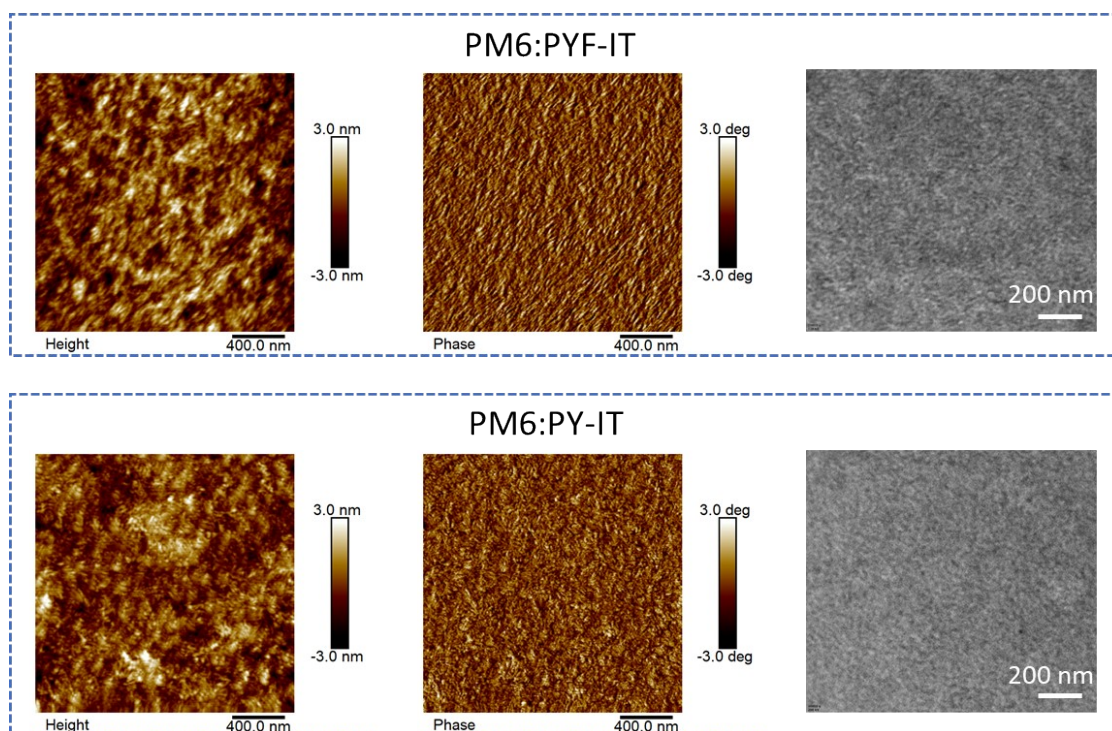 PM6:PYF-IT
3.0 nm
-3.0 nm
Height
400.0 nm
3.0 deg
-3.0 deg
Phase
400.0 nm
200 nm
PM6:PY-IT
3.0 nm
-3.0 nm
Height
400.0 nm
3.0 deg
-3.0 deg
Phase
400.0 nm
200 nm